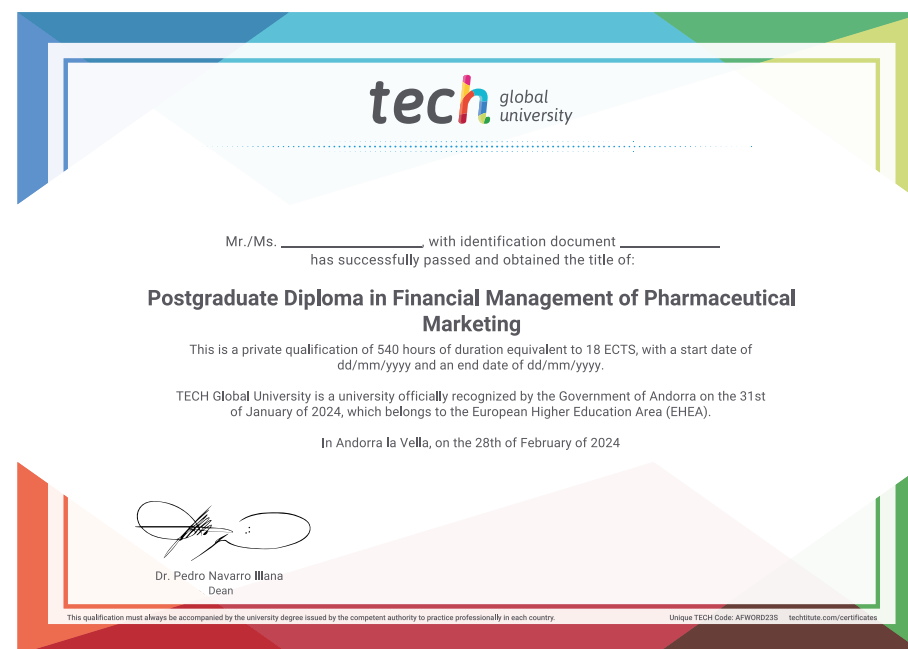 tech global
university
Mr./Ms. ____________, with identification document ____________
has successfully passed and obtained the title of:
Postgraduate Diploma in Financial Management of Pharmaceutical
Marketing
This is a private qualification of 540 hours of duration equivalent to 18 ECTS, with a start date of
dd/mm/yyyy and an end date of dd/mm/yyyy.
TECH Global University is a university officially recognized by the Government of Andorra on the 31st
of January of 2024, which belongs to the European Higher Education Area (EHEA).
In Andorra la Vella, on the 28th of February of 2024
Dr. Pedro Navarro Illana
Dean
This qualification must always be accompanied by the university degree issued by the competent authority to practice professionally in each country.
Unique TECH Code: AFWORD23S techtitute.com/certificates